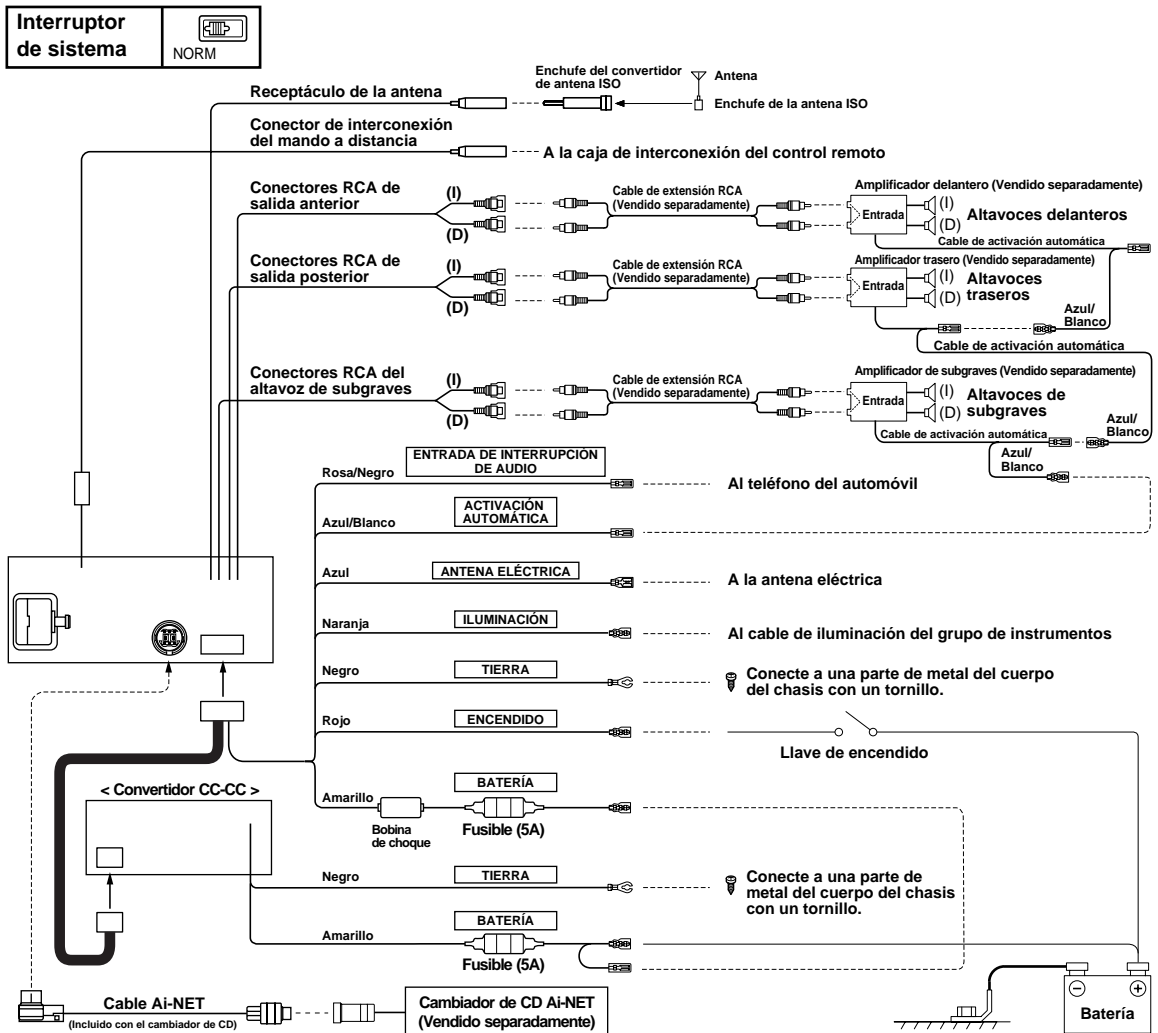 Interruptor
de sistema
NORM
Receptáculo de la antena
Enchufe del convertidor
de antena ISO
Antena
Enchufe de la antena ISO
Conector de interconexión
del mando a distancia
A la caja de interconexión del control remoto
Conectores RCA de
salida anterior
(I)
(D)
Cable de extensión RCA
(Vendido separadamente)
Amplificador delantero (Vendido separadamente)
Entrada
(I)
(D)
Altavoces delanteros
Cable de activación automática
Conectores RCA de
salida posterior
(I)
(D)
Cable de extensión RCA
(Vendido separadamente)
Amplificador trasero (Vendido separadamente)
Entrada
(I)
(D)
Altavoces
traseros
Azul/
Blanco
Cable de activación automática
Conectores RCA del
altavoz de subgraves
(I)
(D)
Cable de extensión RCA
(Vendido separadamente)
Amplificador de subgraves (Vendido separadamente)
Entrada
(I)
(D)
Altavoces de
subgraves
Azul/
Blanco
Cable de activación automática
Azul/
Blanco
Rosa/Negro
ENTRADA DE INTERRUPCIÓN
DE AUDIO
Al teléfono del automóvil
Azul/Blanco
ACTIVACIÓN
AUTOMÁTICA
Azul
ANTENA ELÉCTRICA
A la antena eléctrica
Naranja
ILUMINACIÓN
Al cable de iluminación del grupo de instrumentos
Negro
TIERRA
Conecte a una parte de metal del cuerpo
del chasis con un tornillo.
Rojo
ENCENDIDO
Llave de encendido
< Convertidor CC-CC >
Amarillo
Bobina
de choque
BATERÍA
Fusible (5A)
Negro
TIERRA
Conecte a una parte de
metal del cuerpo del chasis
con un tornillo.
Amarillo
BATERÍA
Fusible (5A)
Cable Ai-NET
(Incluido con el cambiador de CD)
Cambiador de CD Ai-NET
(Vendido separadamente)
Batería